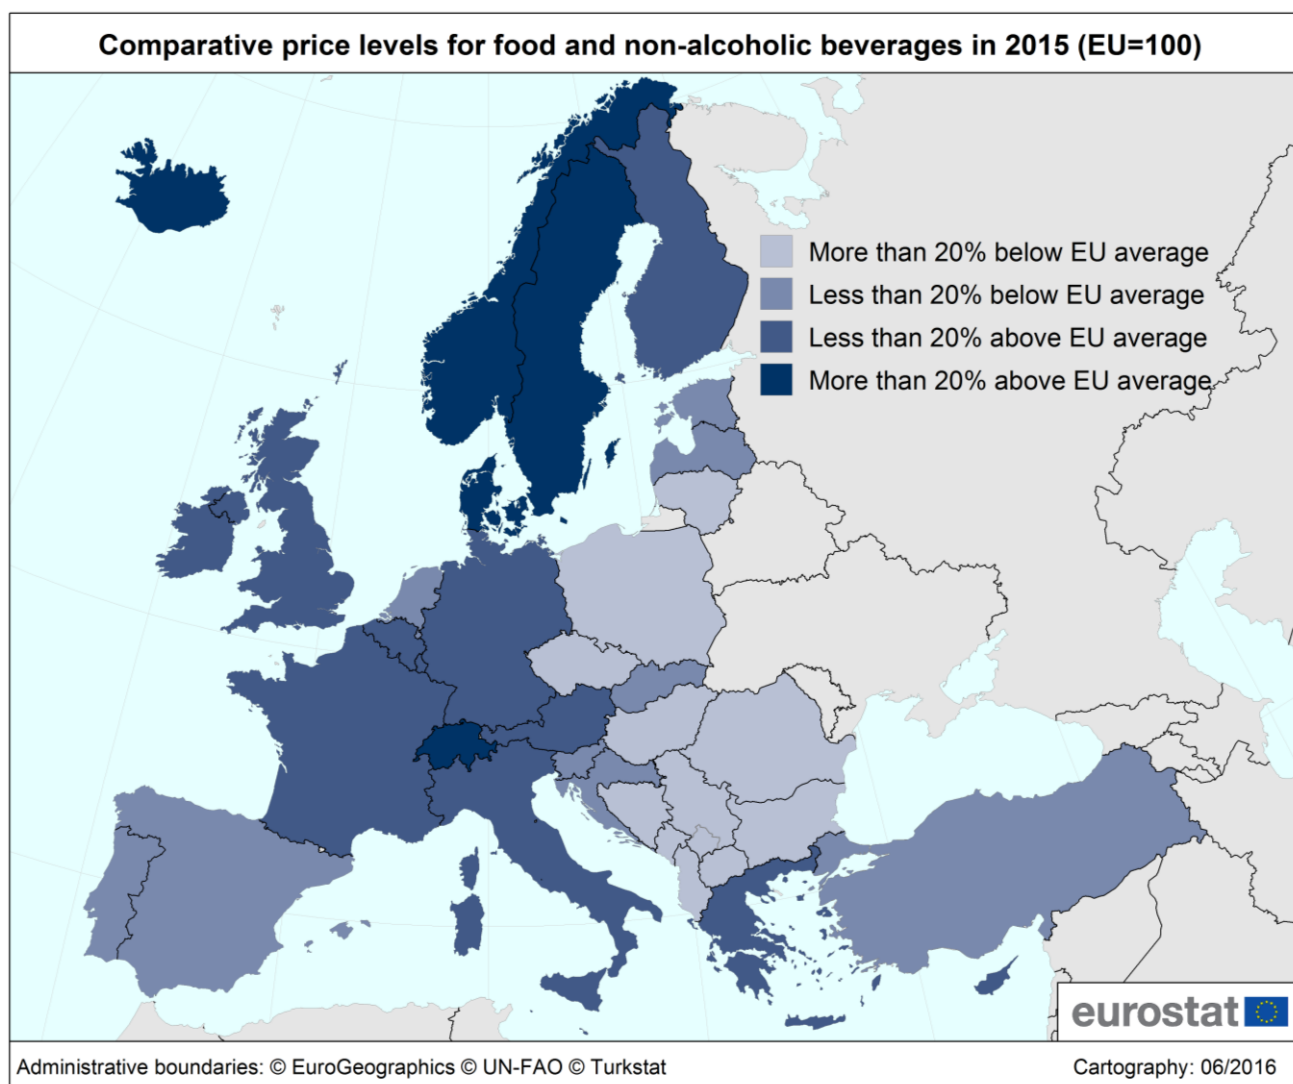 Comparative price levels for food and non-alcoholic beverages in 2015 (EU=100)
More than 20% below EU average
Less than 20% below EU average
Less than 20% above EU average
More than 20% above EU average
eurostat
Administrative boundaries: © EuroGeographics © UN-FAO © Turkstat
Cartography: 06/2016